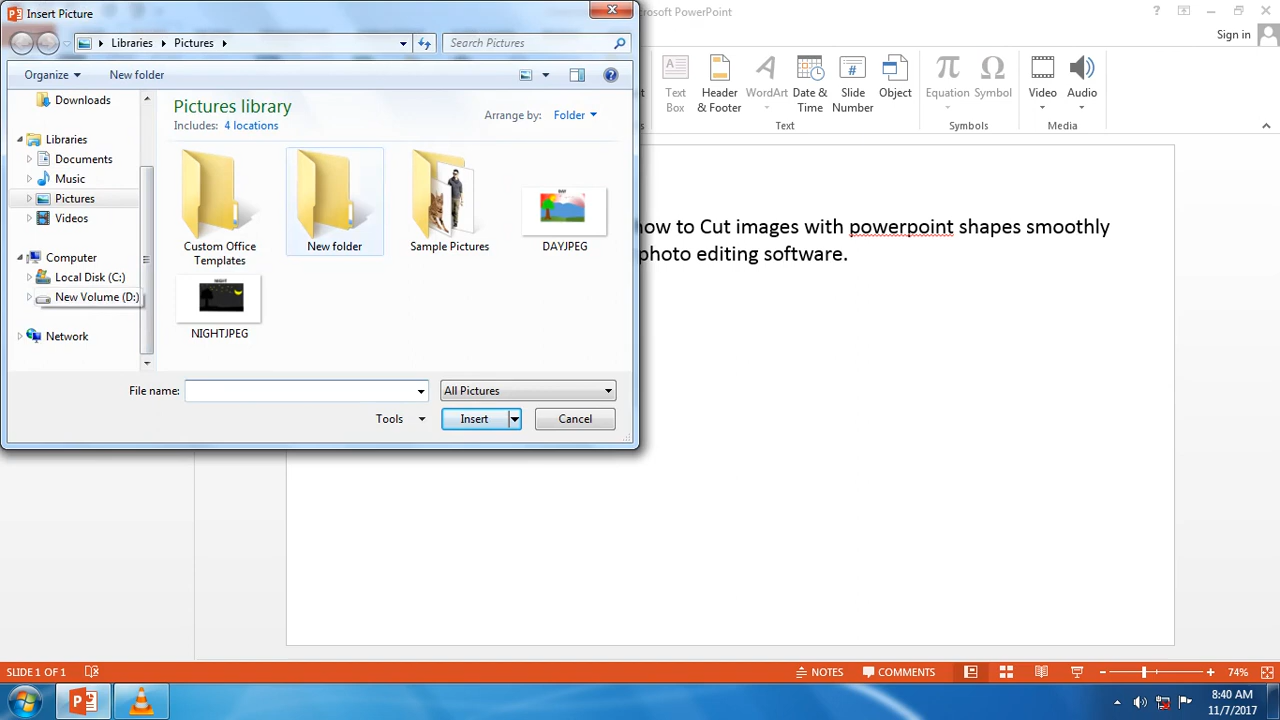 Insert Picture
rosoft PowerPoint
Sign in
Libraries
Pictures
Search Pictures
Organize
New folder
Text
Box
Header
& Footer
WordArt
Date &
Time
Slide
Number
Object
Equation
Symbol
Video
Audio
Text
Symbols
Media
Downloads
Libraries
Documents
Music
Pictures
Videos
Computer
Local Disk (C:)
New Volume (D:)
Network
Pictures library
Includes: 4 locations
Arrange by: Folder
Custom Office
Templates
New folder
Sample Pictures
DAYJPEG
NIGHTJPEG
File name:
All Pictures
Tools
Insert
Cancel
how to Cut images with powerpoint shapes smoothly
photo editing software.
SLIDE 1 OF 1
NOTES
COMMENTS
74%
8:40 AM
11/7/2017